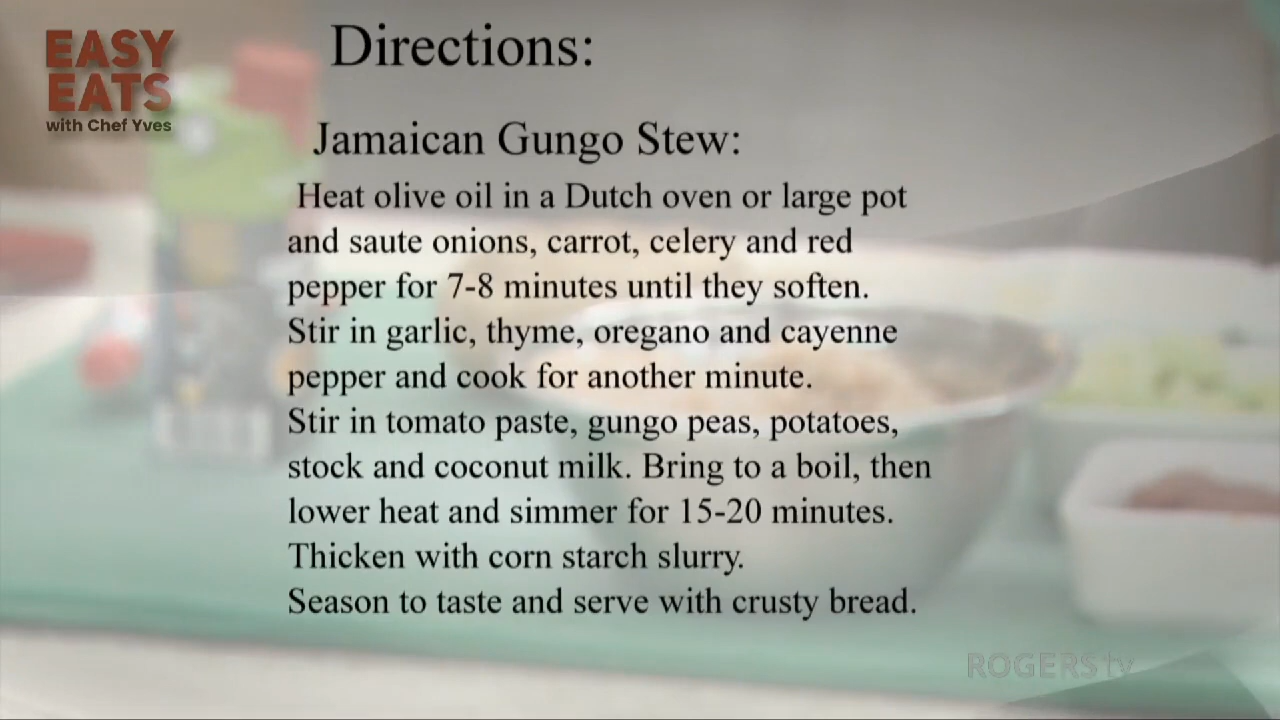 EASY
EATS
with Chef Yves
Directions:
Jamaican Gungo Stew:
Heat olive oil in a Dutch oven or large pot
and saute onions, carrot, celery and red
pepper for 7-8 minutes until they soften.
Stir in garlic, thyme, oregano and cayenne
pepper and cook for another minute.
Stir in tomato paste, gungo peas, potatoes,
stock and coconut milk. Bring to a boil, then
lower heat and simmer for 15-20 minutes.
Thicken with corn starch slurry.
Season to taste and serve with crusty bread.
ROGERS tv